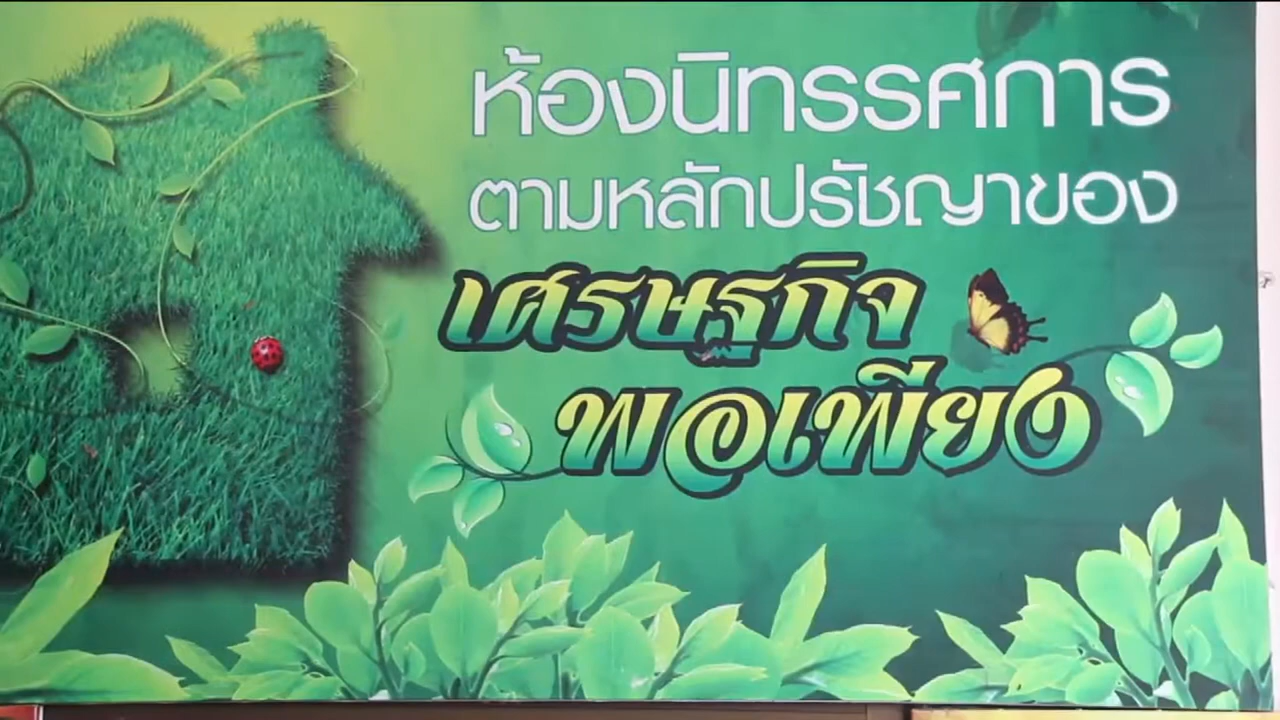 ห้องนิทรรศการ
ตามหลักปรัชญาของ
เศรษฐกิจ
พอเพียง